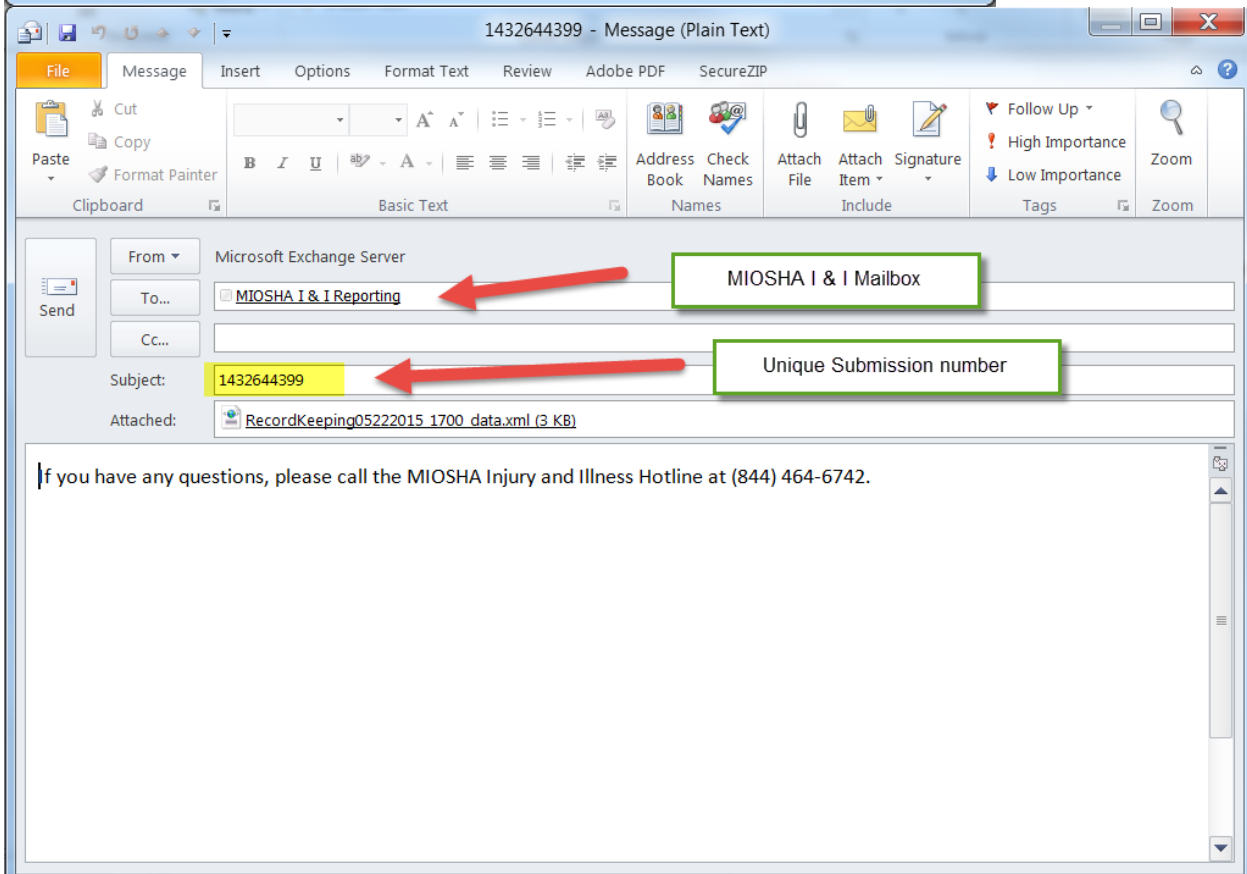 1432644399 - Message (Plain Text)
File Message Insert Options Format Text Review Adobe PDF SecureZIP
Paste
Cut
Copy
Format Painter
Clipboard
B I U
Basic Text
Address Book
Check Names
Names
Attach File
Attach Item
Signature
Include
Follow Up
High Importance
Low Importance
Tags
Zoom
Zoom
Send
From Microsoft Exchange Server
To... MIOSHA I & I Reporting
MIOSHA I & I Mailbox
Cc...
Unique Submission number
Subject: 1432644399
Attached: RecordKeeping05222015_1700_data.xml (3 KB)
If you have any questions, please call the MIOSHA Injury and Illness Hotline at (844) 464-6742.